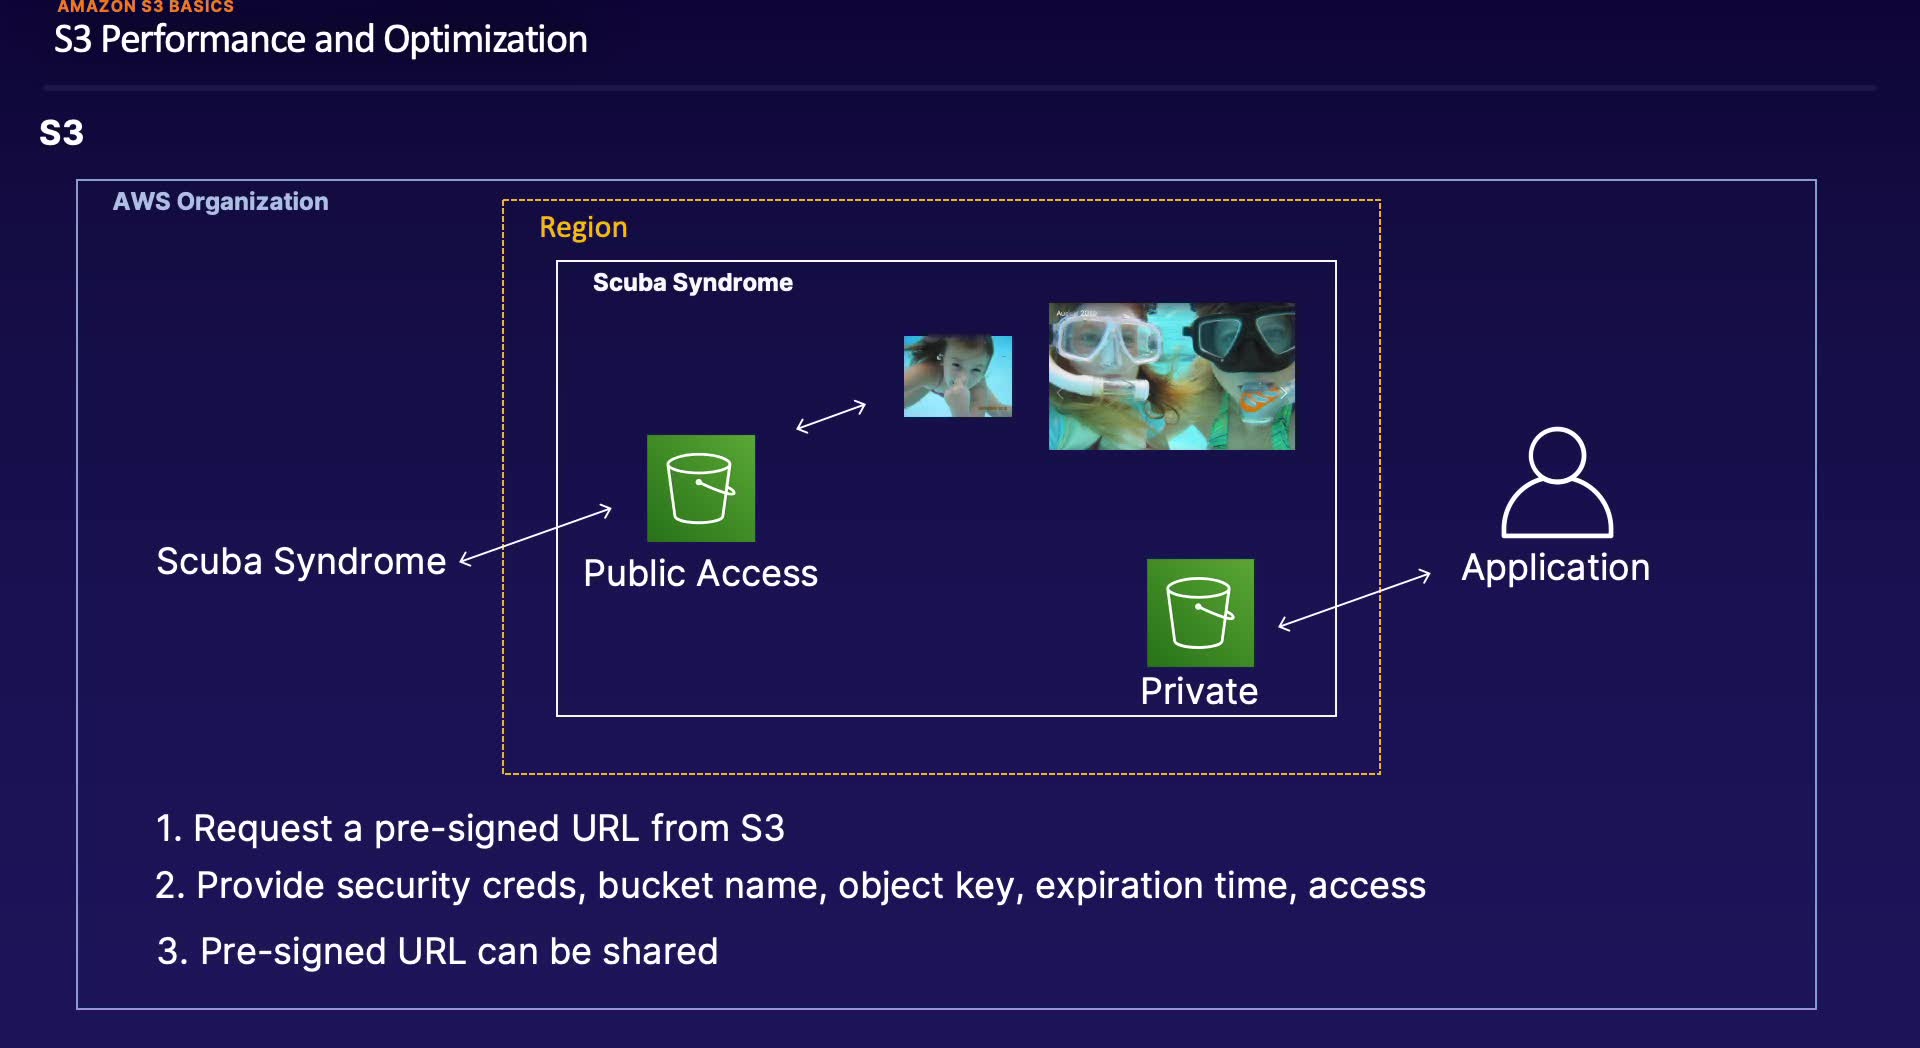 AMAZON S3 BASICS
S3 Performance and Optimization
S3
AWS Organization
Region
Scuba Syndrome
August 2019
Scuba Syndrome
Public Access
Application
Private
1. Request a pre-signed URL from S3
2. Provide security creds, bucket name, object key, expiration time, access
3. Pre-signed URL can be shared